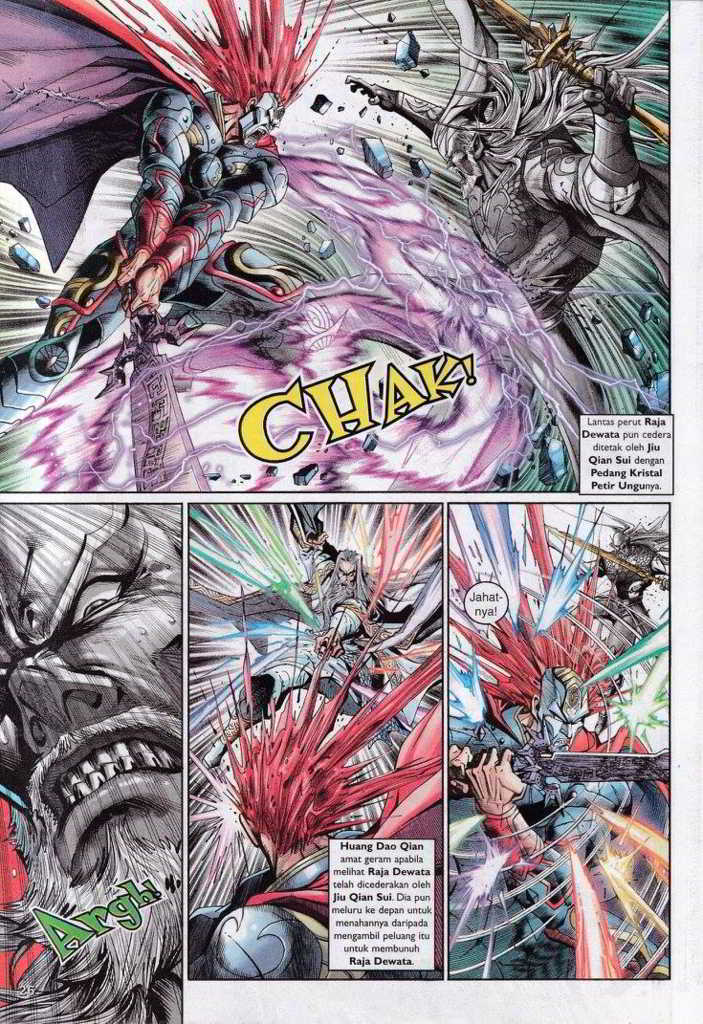 CHAK!
Lantas perut Raja
Dewata pun cedera
ditetak oleh Jiu
Qian Sui dengan
Pedang Kristal
Petir Ungunya.
Argh!
Huang Dao Qian
amat geram apabila
melihat Raja Dewata
telah dicederakan oleh
Jiu Qian Sui. Dia pun
meluru ke depan untuk
menahannya daripada
mengambil peluang itu
untuk membunuh
Raja Dewata.
Jahat-
nya!
36